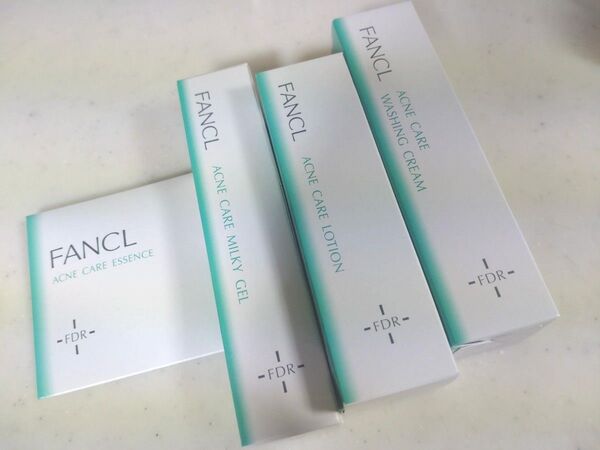 FANCL
ACNE CARE ESSENCE
FDR
FANCL
ACNE CARE MILKY GEL
FDR
FANCL
ACNE CARE LOTION
FDR
FANCL
ACNE CARE
WASHING CREAM
FDR